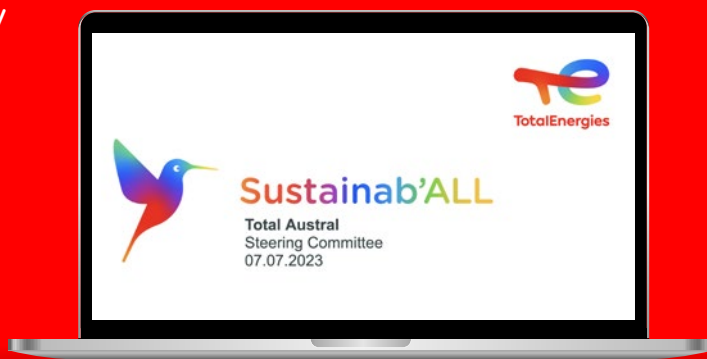 TotalEnergies
Sustainab'ALL
Total Austral
Steering Committee
07.07.2023